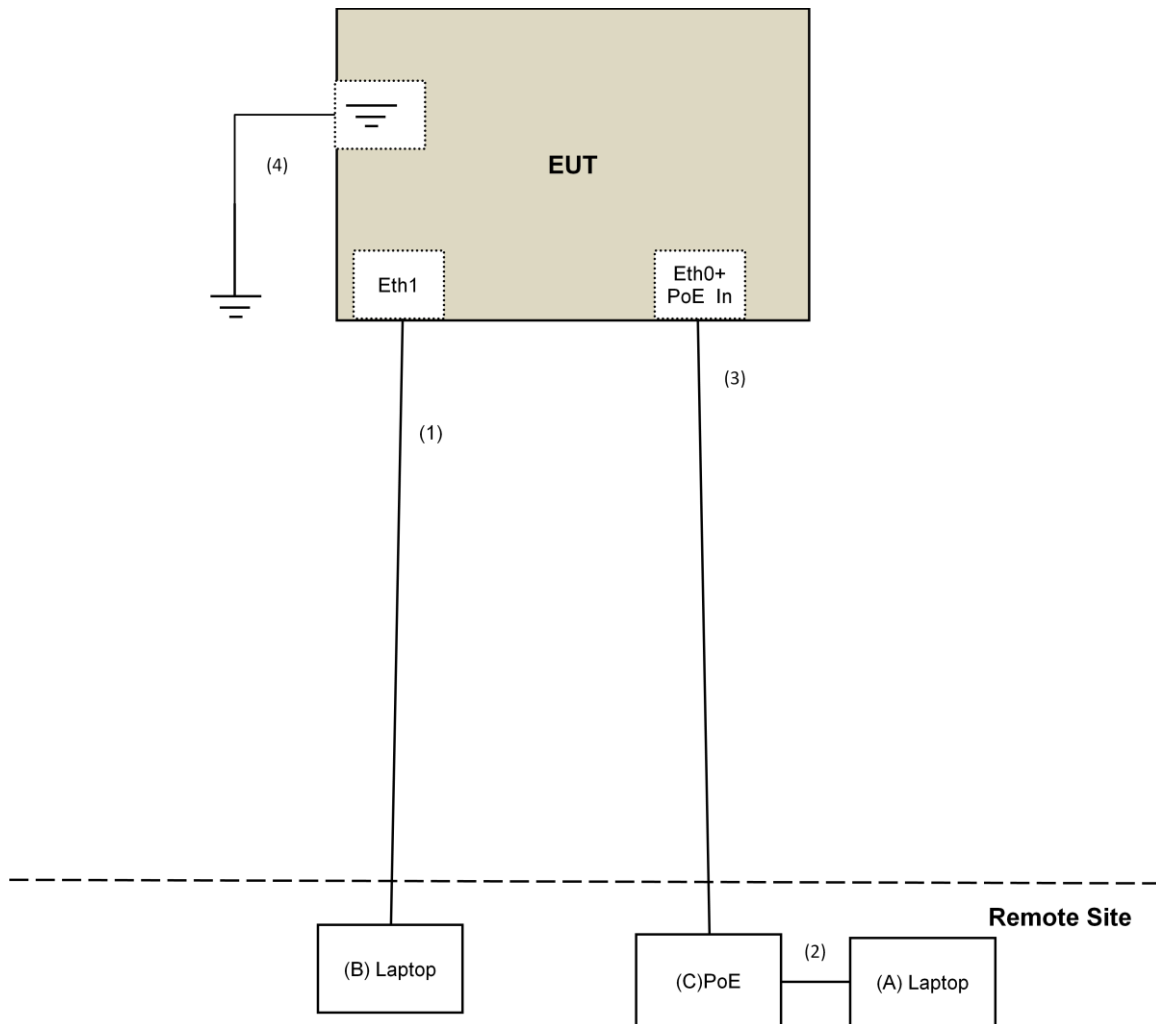 (4)
EUT
Eth1
Eth0+
PoE In
(3)
(1)
Remote Site
(B) Laptop
(C)PoE
(2)
(A) Laptop